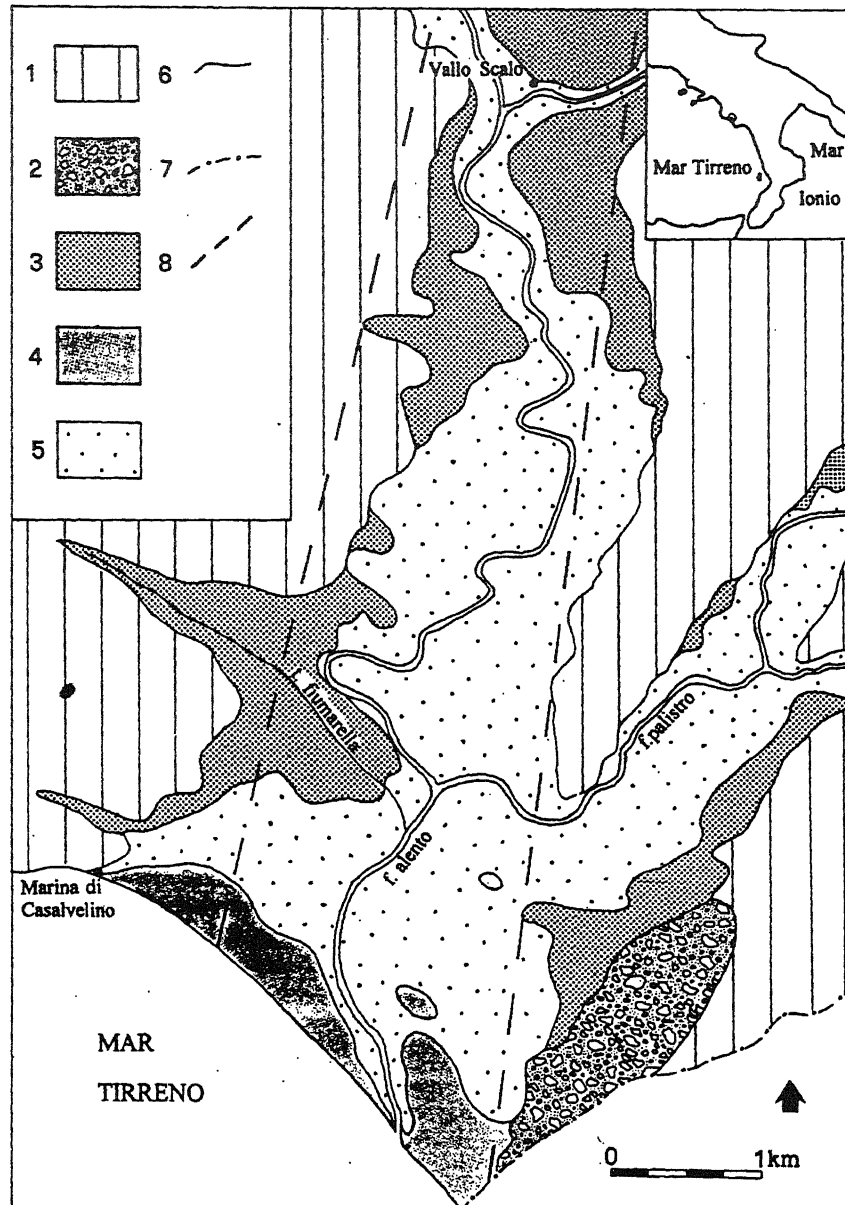 1
6
2
7
3
8
4
5
Vallo Scalo
Mar Tirreno
Mar
Ionio
f. fiumarella
f. palistro
f. alento
Marina di
Casalvelino
MAR
TIRRENO
0
1km